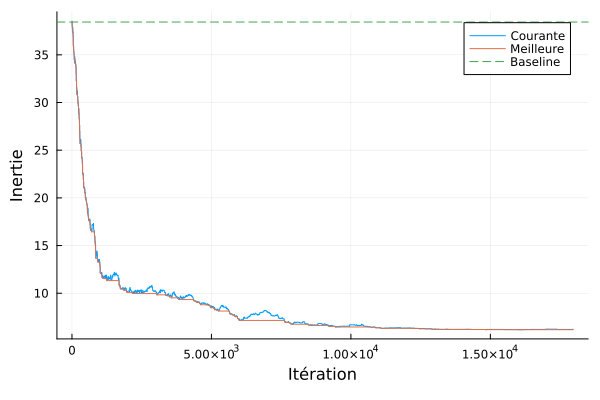 Courante
Meilleure
Baseline
Inertie
35
30
25
20
15
10
0
5.00×10³
1.00×10⁴
1.50×10⁴
Itération